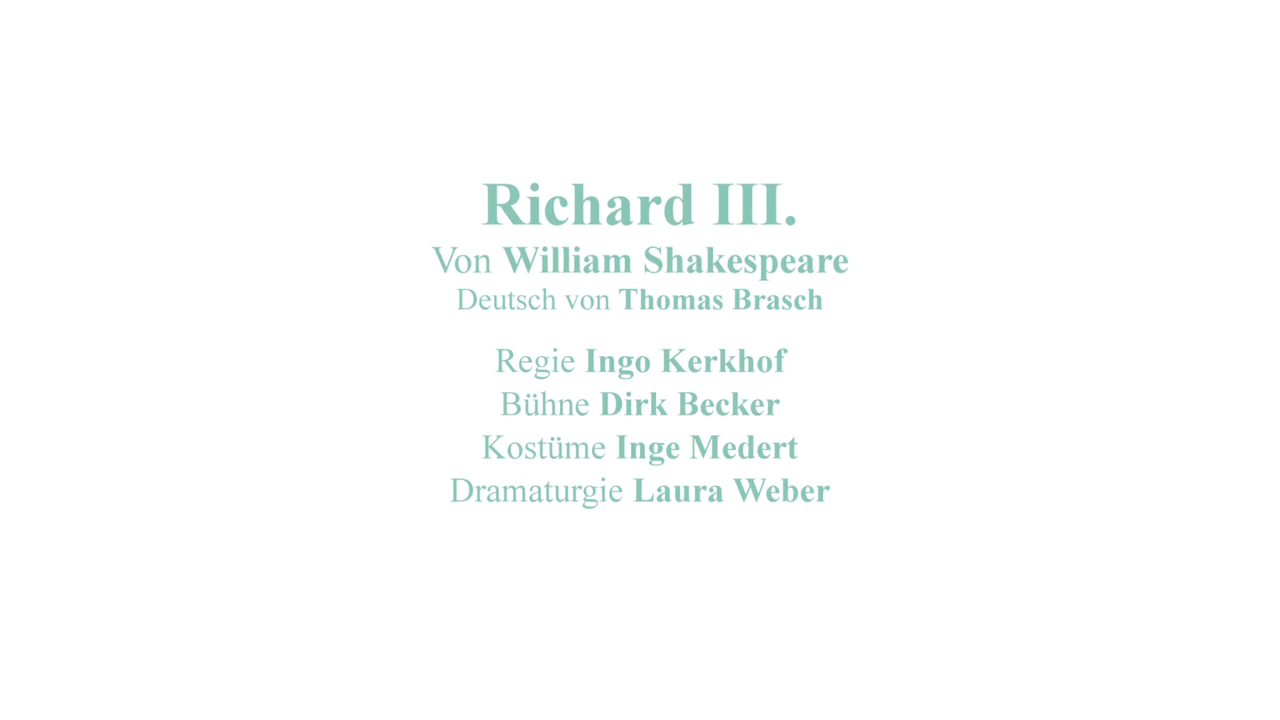 Richard III.
Von William Shakespeare
Deutsch von Thomas Brasch
Regie Ingo Kerkhof
Bühne Dirk Becker
Kostüme Inge Medert
Dramaturgie Laura Weber